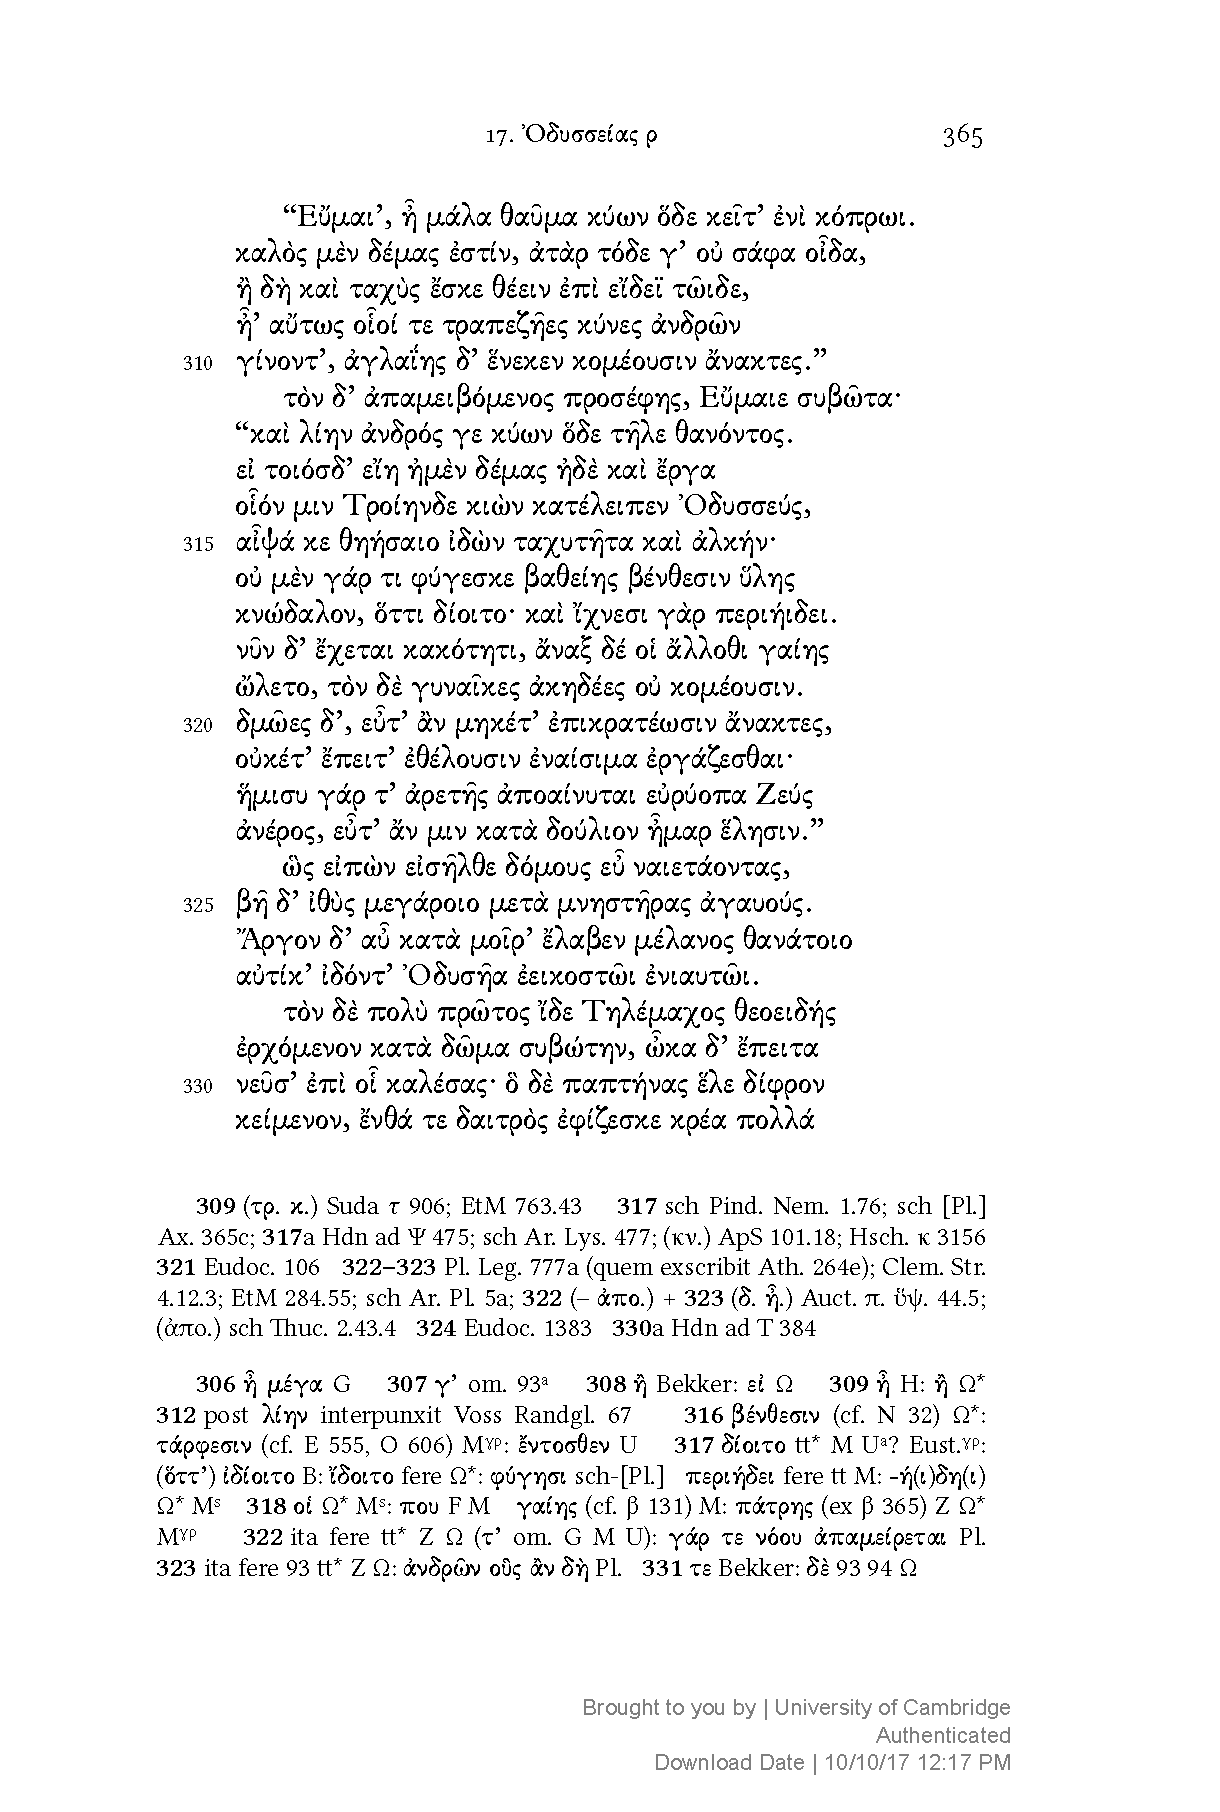 17. Ὀδυσσείας ρ 365
“Εὔμαι’, ἦ μάλα θαῦμα κύων ὅδε κεῖτ’ ἐνὶ κόπρωι.
καλὸς μὲν δέμας ἐστίν, ἀτὰρ τόδε γ’ οὐ σάφα οἶδα,
ἢ δὴ καὶ ταχὺς ἔσκε θέειν ἐπὶ εἴδεϊ τῶιδε,
ἦ’ αὔτως οἷοί τε τραπεζῆες κύνες ἀνδρῶν
310 γίνοντ’, ἀγλαΐης δ’ ἕνεκεν κομέουσιν ἄνακτες.”
τὸν δ’ ἀπαμειβόμενος προσέφης, Εὔμαιε συβῶτα·
“καὶ λίην ἀνδρός γε κύων ὅδε τῆλε θανόντος.
εἰ τοιόσδ’ εἴη ἠμὲν δέμας ἠδὲ καὶ ἔργα
οἷόν μιν Τροίηνδε κιὼν κατέλειπεν Ὀδυσσεύς,
315 αἶψά κε θηήσαιο ἰδὼν ταχυτῆτα καὶ ἀλκήν·
οὐ μὲν γάρ τι φύγεσκε βαθείης βένθεσιν ὕλης
κνώδαλον, ὅττι δίοιτο· καὶ ἴχνεσι γὰρ περιήιδει.
νῦν δ’ ἔχεται κακότητι, ἄναξ δέ οἱ ἄλλοθι γαίης
ὤλετο, τὸν δὲ γυναῖκες ἀκηδέες οὐ κομέουσιν.
320 δμῶες δ’, εὖτ’ ἂν μηκέτ’ ἐπικρατέωσιν ἄνακτες,
οὐκέτ’ ἔπειτ’ ἐθέλουσιν ἐναίσιμα ἐργάζεσθαι·
ἥμισυ γάρ τ’ ἀρετῆς ἀποαίνυται εὐρύοπα Ζεύς
ἀνέρος, εὖτ’ ἄν μιν κατὰ δούλιον ἦμαρ ἕλησιν.”
ὣς εἰπὼν εἰσῆλθε δόμους εὖ ναιετάοντας,
325 βῆ δ’ ἰθὺς μεγάροιο μετὰ μνηστῆρας ἀγαυούς.
Ἄργον δ’ αὖ κατὰ μοῖρ’ ἔλαβεν μέλανος θανάτοιο
αὐτίκ’ ἰδόντ’ Ὀδυσῆα ἐεικοστῶι ἐνιαυτῶι.
τὸν δὲ πολὺ πρῶτος ἴδε Τηλέμαχος θεοειδής
ἐρχόμενον κατὰ δῶμα συβώτην, ὦκα δ’ ἔπειτα
330 νεῦσ’ ἐπὶ οἷ καλέσας· ὃ δὲ παπτήνας ἕλε δίφρον
κείμενον, ἔνθά τε δαιτρὸς ἐφίζεσκε κρέα πολλά
309 (τρ. κ.) Suda τ 906; EtM 763.43 317 sch Pind. Nem. 1.76; sch [Pl.]
Ax. 365c; 317a Hdn ad Ψ 475; sch Ar. Lys. 477; (κν.) ApS 101.18; Hsch. κ 3156
321 Eudoc. 106 322–323 Pl. Leg. 777a (quem exscribit Ath. 264e); Clem. Str.
4.12.3; EtM 284.55; sch Ar. Pl. 5a; 322 (– ἀπο.) + 323 (δ. ἦ.) Auct. π. ὕψ. 44.5;
(ἀπο.) sch Thuc. 2.43.4 324 Eudoc. 1383 330a Hdn ad T 384
306 ἦ μέγα G 307 γ’ om. 93ᵃ 308 ἢ Bekker: εἰ Ω 309 ἦ H: ἢ Ω*
312 post λίην interpunxit Voss Randgl. 67 316 βένθεσιν (cf. N 32) Ω*:
τάρφεσιν (cf. E 555, O 606) Mᵞᵖ: ἔντοσθεν U 317 δίοιτο tt* M Uᵃ? Eust.ᵞᵖ:
(ὅττ’) ἰδίοιτο B: ἴδοιτο fere Ω*: φύγησι sch-[Pl.] περιήδει fere tt M: -ή(ι)δη(ι)
Ω* Mˢ 318 οἱ Ω* Mˢ: που F M γαίης (cf. β 131) M: πάτρης (ex β 365) Z Ω*
Mᵞᵖ 322 ita fere tt* Z Ω (τ’ om. G M U): γάρ τε νόου ἀπαμείρεται Pl.
323 ita fere 93 tt* Z Ω: ἀνδρῶν οὓς ἂν δὴ Pl. 331 τε Bekker: δὲ 93 94 Ω
Brought to you by | University of Cambridge
Authenticated
Download Date | 10/10/17 12:17 PM